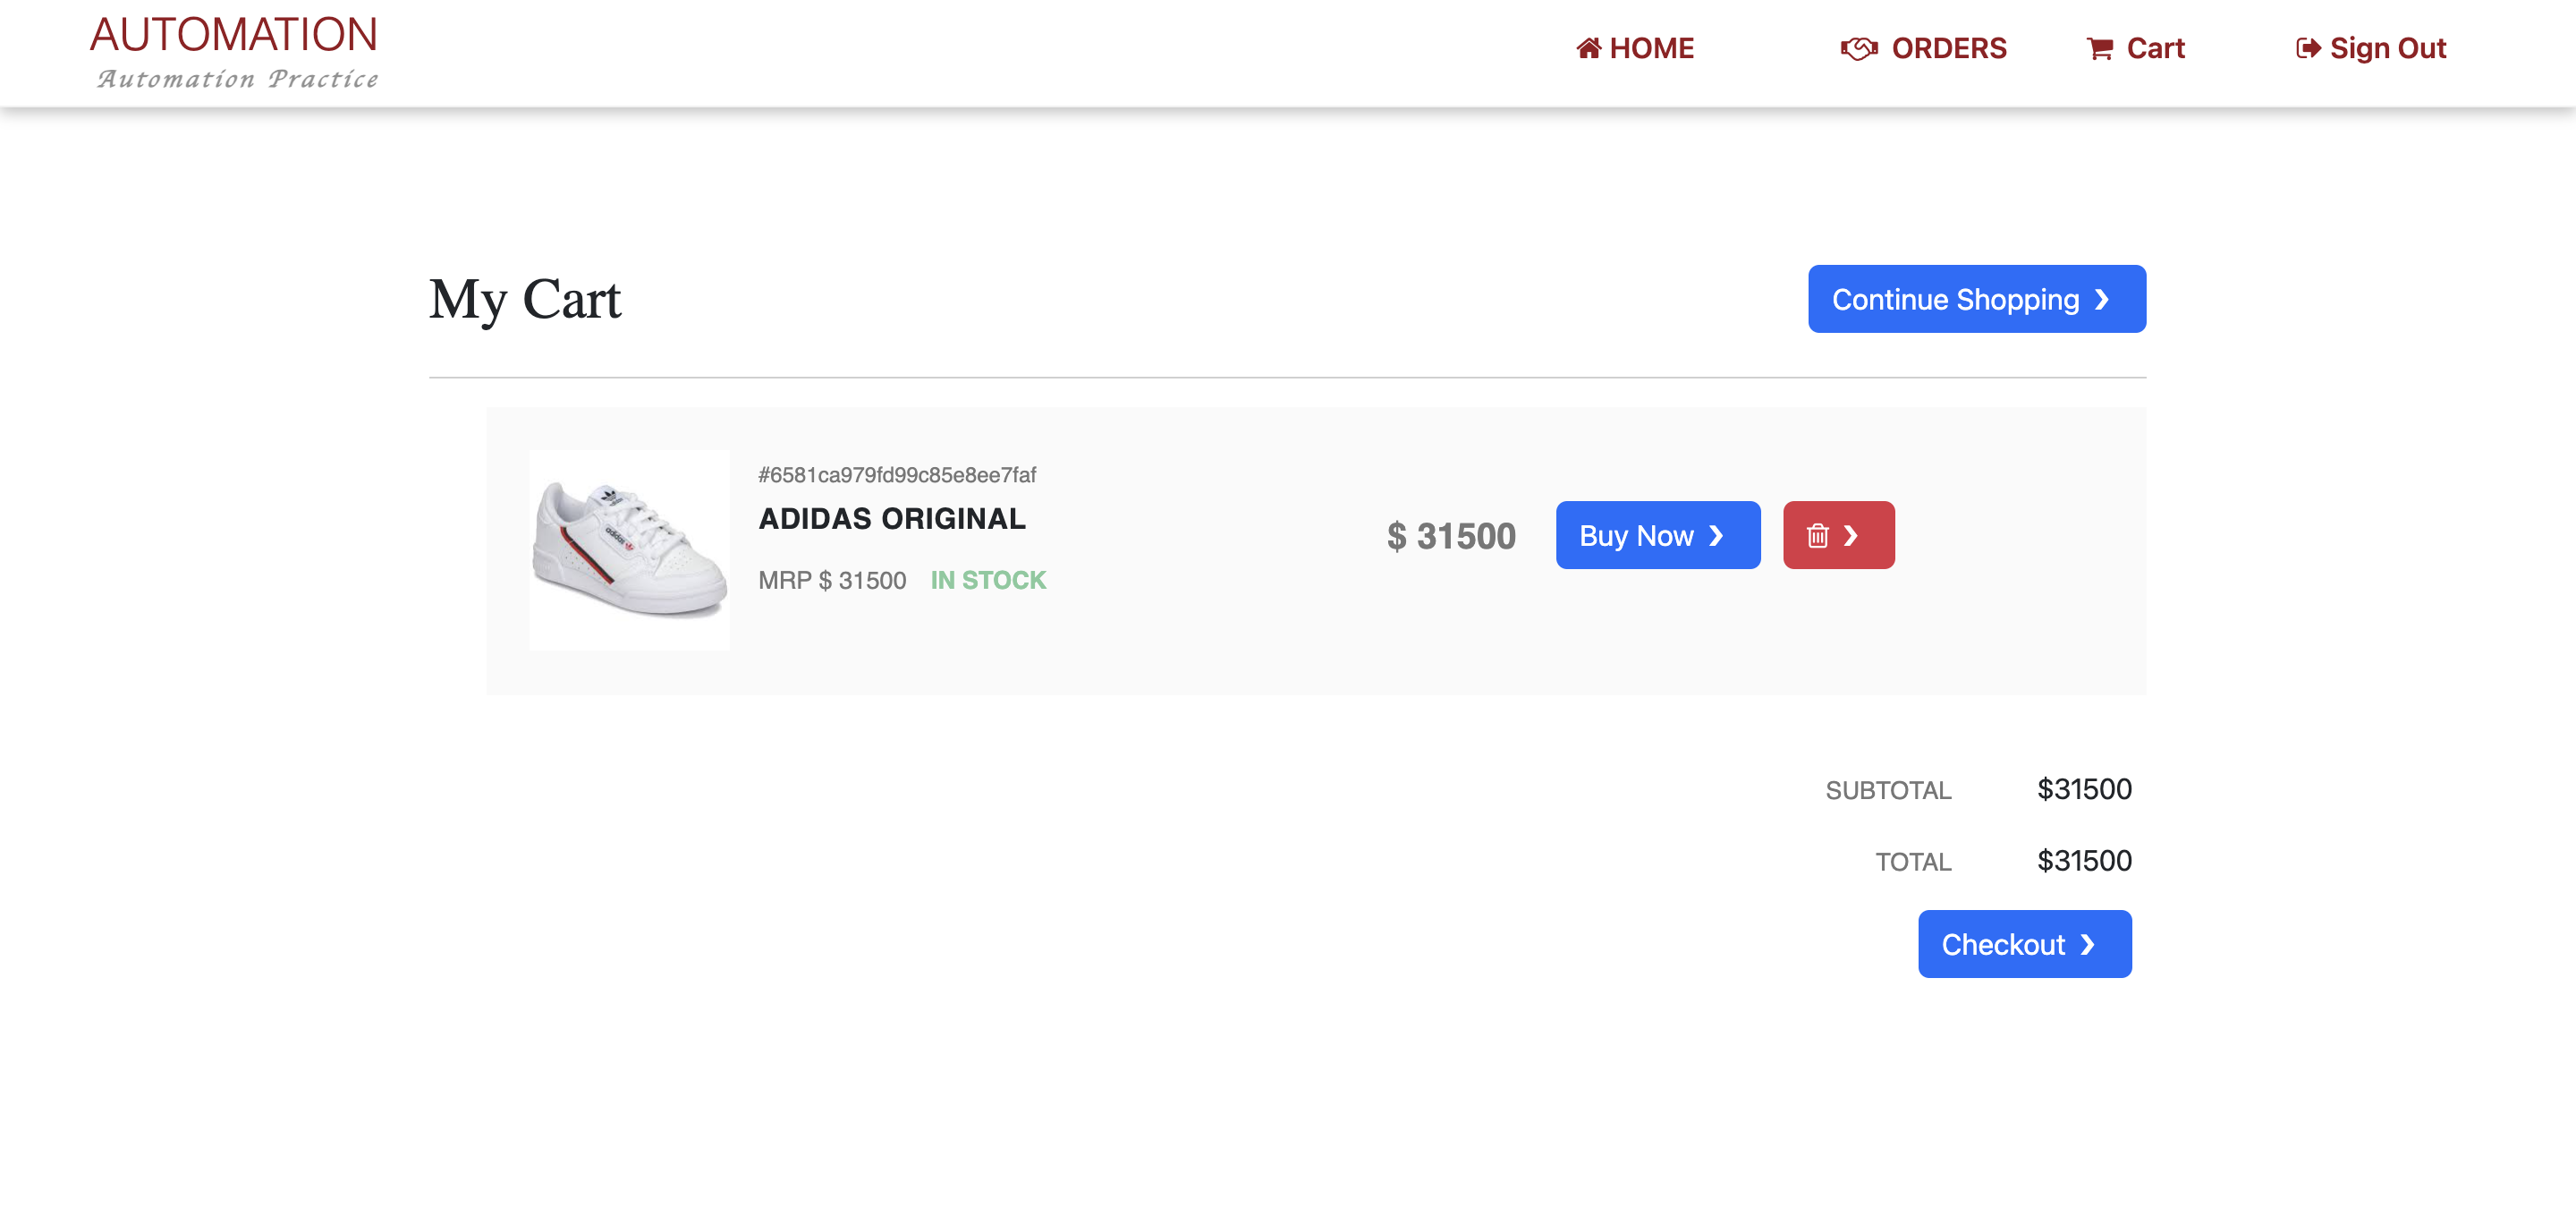 AUTOMATION
Automation Practice
HOME
ORDERS
Cart
Sign Out
My Cart
Continue Shopping ❯
#6581ca979fd99c85e8ee7faf
ADIDAS ORIGINAL
MRP $ 31500 IN STOCK
adidas
$ 31500
Buy Now ❯
❯
SUBTOTAL $31500
TOTAL $31500
Checkout ❯